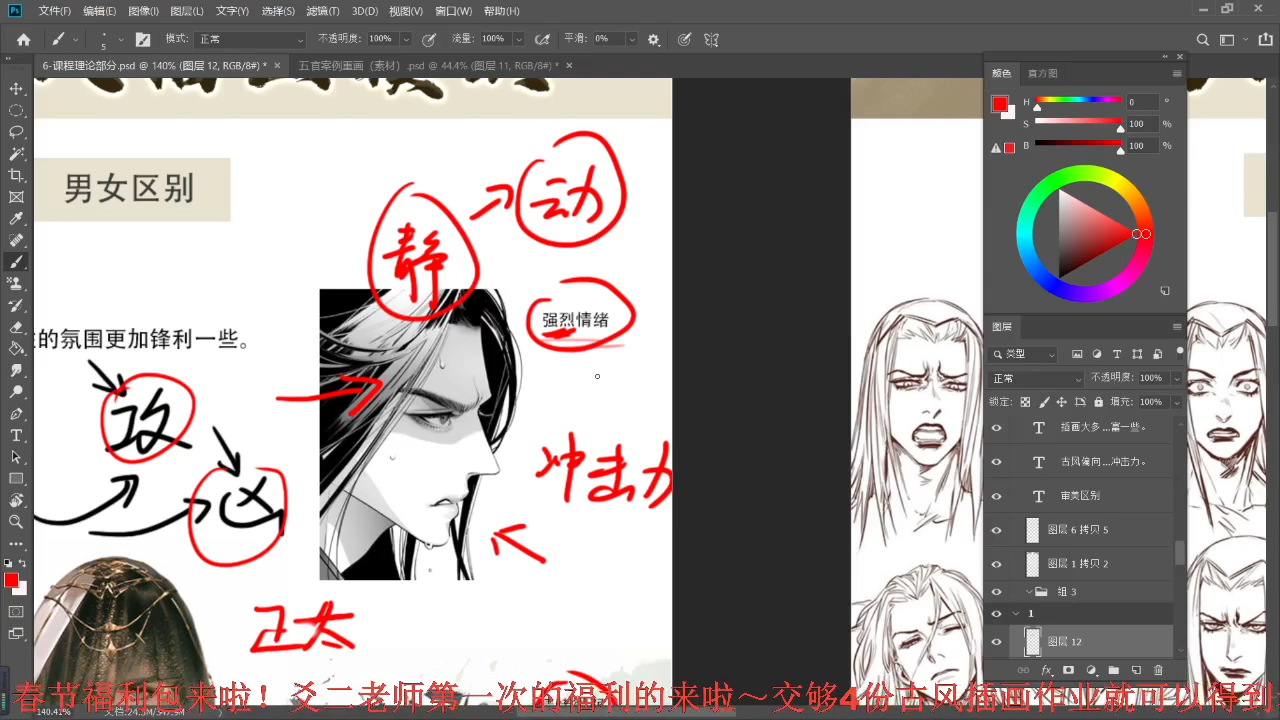 Ps 文件(F) 编辑(E) 图像(I) 图层(L) 文字(Y) 选择(S) 滤镜(T) 3D(D) 视图(V) 窗口(W) 帮助(H)
5 模式: 正常 不透明度: 100% 流量: 100% 平滑: 0%
6-课程理论部分.psd @ 140% (图层 12, RGB/8#) * × 五官案例重画（素材）.psd @ 44.4% (图层 11, RGB/8#) * ×
男女区别
的氛围更加锋利一些。
静
动
强烈情绪
攻
凶
冲击力
正太
颜色 直方图
H 0 °
S 100 %
B 100 %
图层
类型
正常 不透明度: 100%
锁定: 填充: 100%
T 插画大多...富一些。
T 古风偏向...冲击力。
T 审美区别
图层 6 拷贝 5
图层 1 拷贝 2
组 3
1
图层 12
fx
春节福利包来啦！爻二老师第一次的福利的来啦～交够4份古风插画作业就可以得到
140.41%